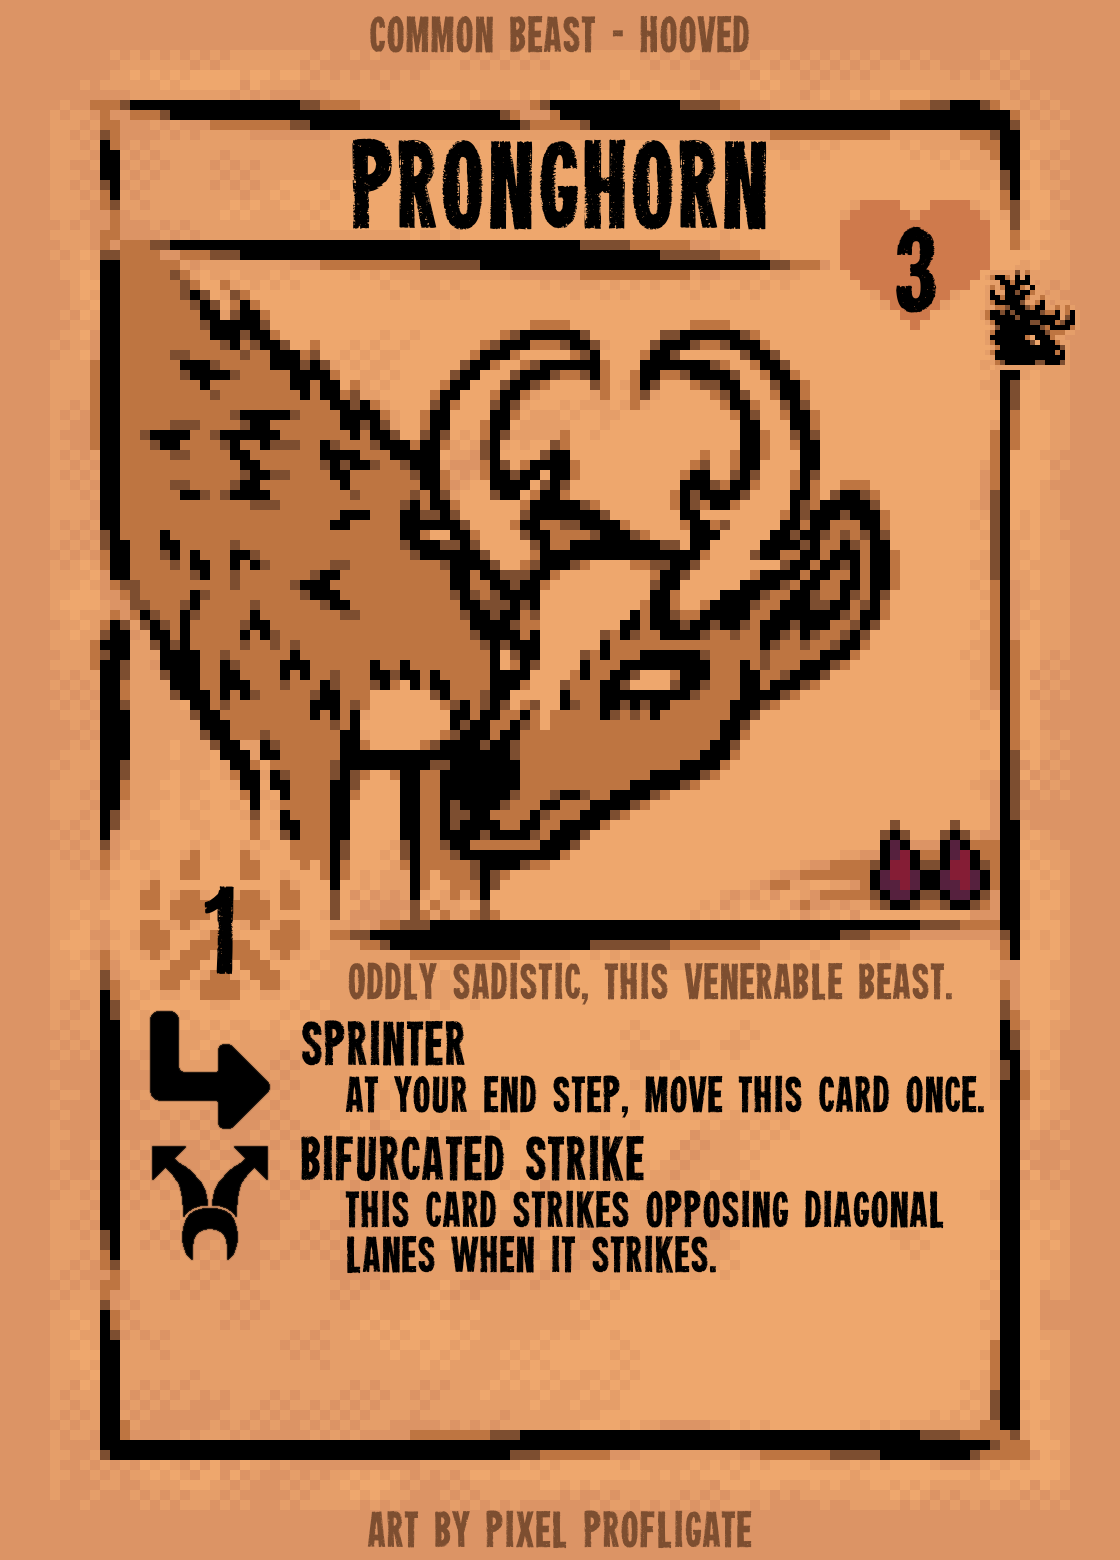 COMMON BEAST - HOOVED
PRONGHORN
3
1
ODDLY SADISTIC, THIS VENERABLE BEAST.
SPRINTER
AT YOUR END STEP, MOVE THIS CARD ONCE.
BIFURCATED STRIKE
THIS CARD STRIKES OPPOSING DIAGONAL
LANES WHEN IT STRIKES.
ART BY PIXEL PROFLIGATE